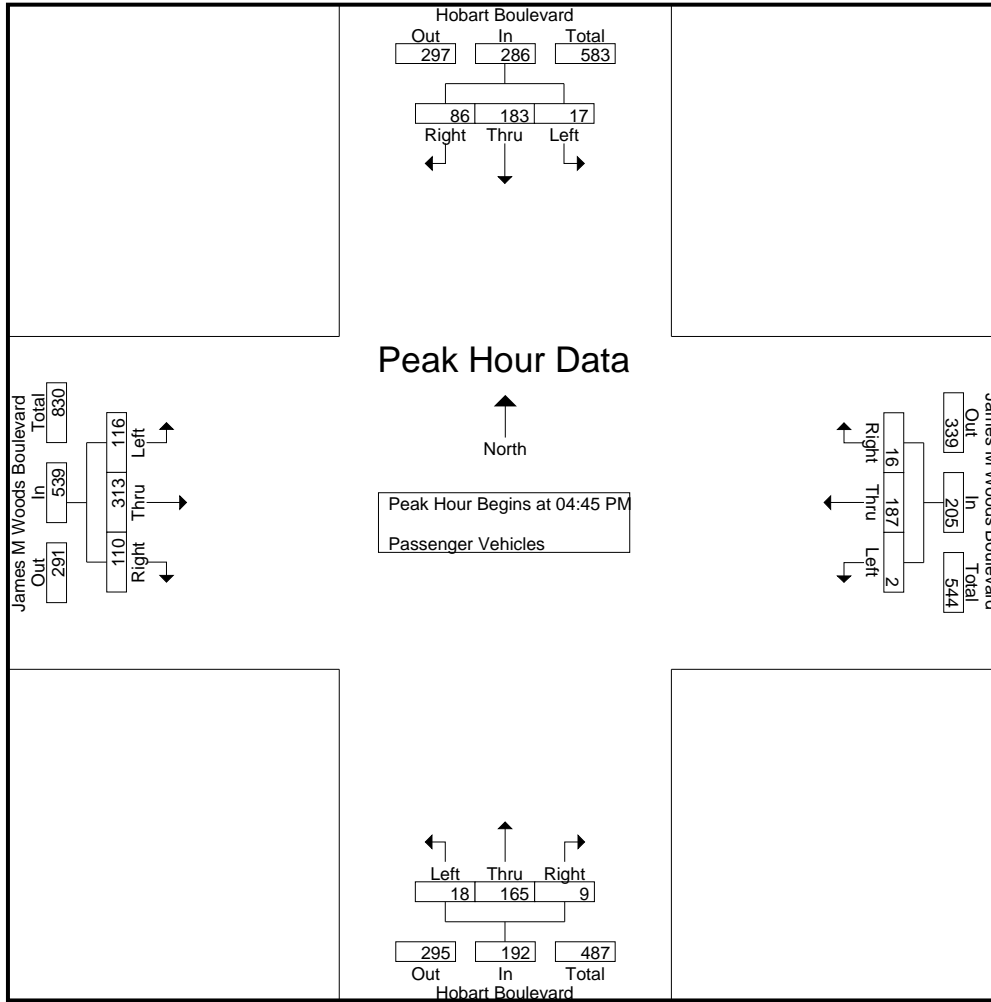 Hobart Boulevard
Out In Total
297 286 583
86 183 17
Right Thru Left
Peak Hour Data
North
Peak Hour Begins at 04:45 PM
Passenger Vehicles
James M Woods Boulevard
Total In Out
830 539 291
116 313 110
Left Thru Right
James M Woods Boulevard
Out In Total
339 205 544
16 187 2
Right Thru Left
Left Thru Right
18 165 9
295 192 487
Out In Total
Hobart Boulevard